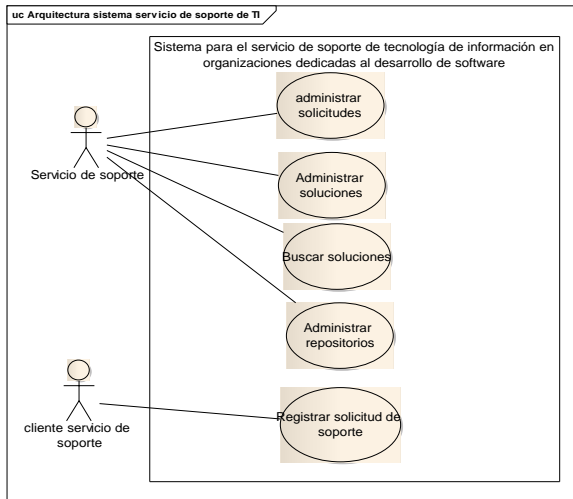 uc Arquitectura sistema servicio de soporte de TI
Sistema para el servicio de soporte de tecnología de información en
organizaciones dedicadas al desarrollo de software
administrar
solicitudes
Servicio de soporte
Administrar
soluciones
Buscar soluciones
Administrar
repositorios
cliente servicio de
soporte
Registrar solicitud de
soporte